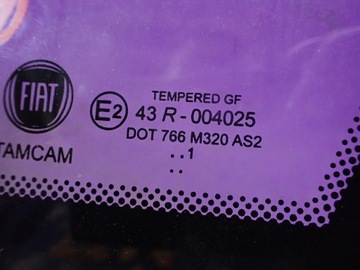 FIAT
TEMPERED GF
E2 43 R - 004025
DOT 766 M320 AS2
. . 1
. .
TAMCAM